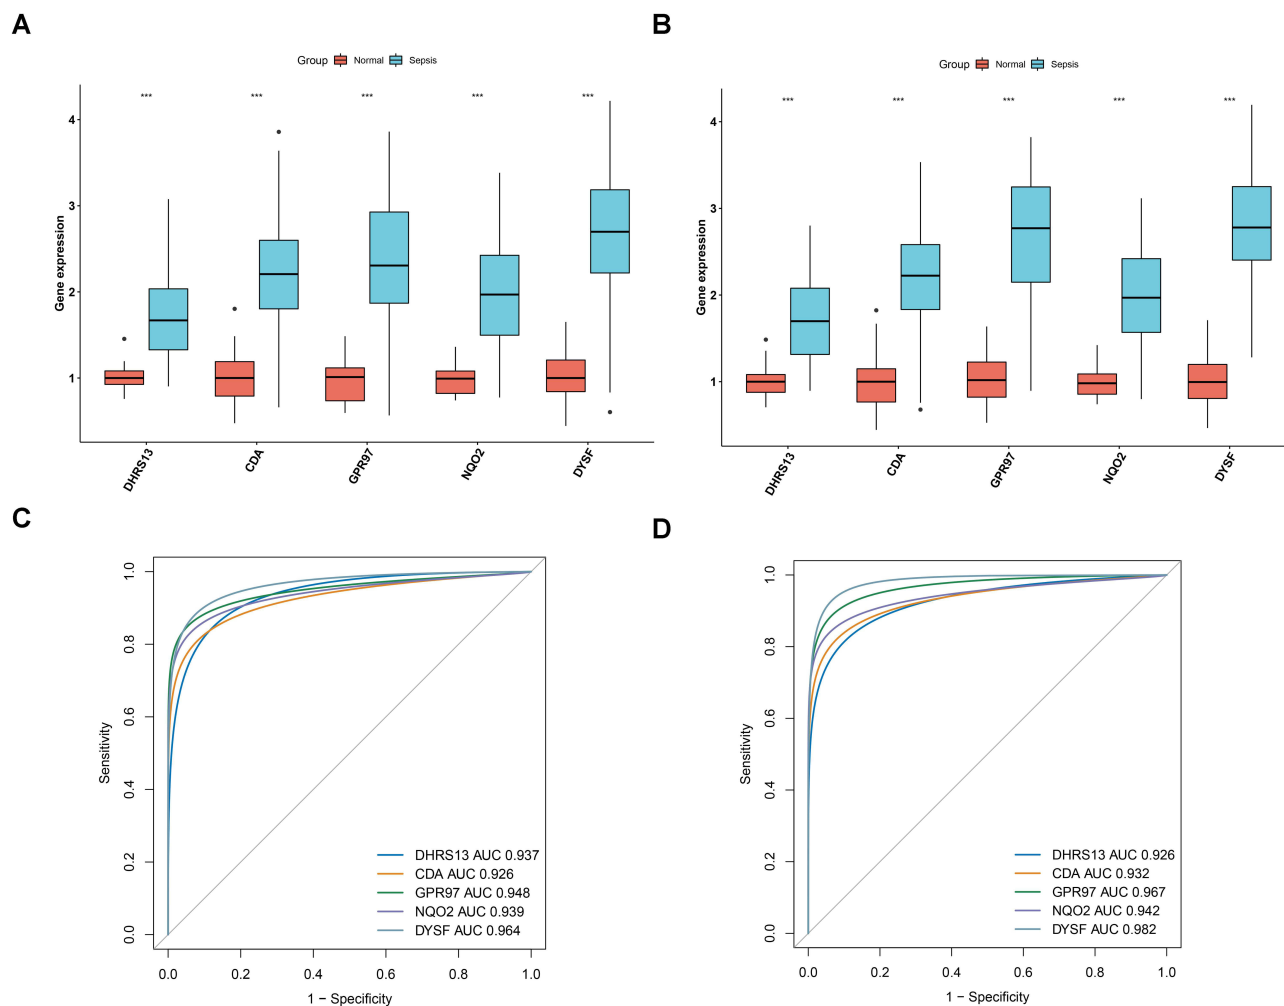 A
Group Normal Sepsis
*** *** *** *** ***
Gene expression
4
3
2
1
DHRS13 CDA GPR97 NQO2 DYSF
B
Group Normal Sepsis
*** *** *** *** ***
Gene expression
4
3
2
1
DHRS13 CDA GPR97 NQO2 DYSF
C
Sensitivity
1.0
0.8
0.6
0.4
0.2
0.0
DHRS13 AUC 0.937
CDA AUC 0.926
GPR97 AUC 0.948
NQO2 AUC 0.939
DYSF AUC 0.964
0.0 0.2 0.4 0.6 0.8 1.0
1 − Specificity
D
Sensitivity
1.0
0.8
0.6
0.4
0.2
0.0
DHRS13 AUC 0.926
CDA AUC 0.932
GPR97 AUC 0.967
NQO2 AUC 0.942
DYSF AUC 0.982
0.0 0.2 0.4 0.6 0.8 1.0
1 − Specificity